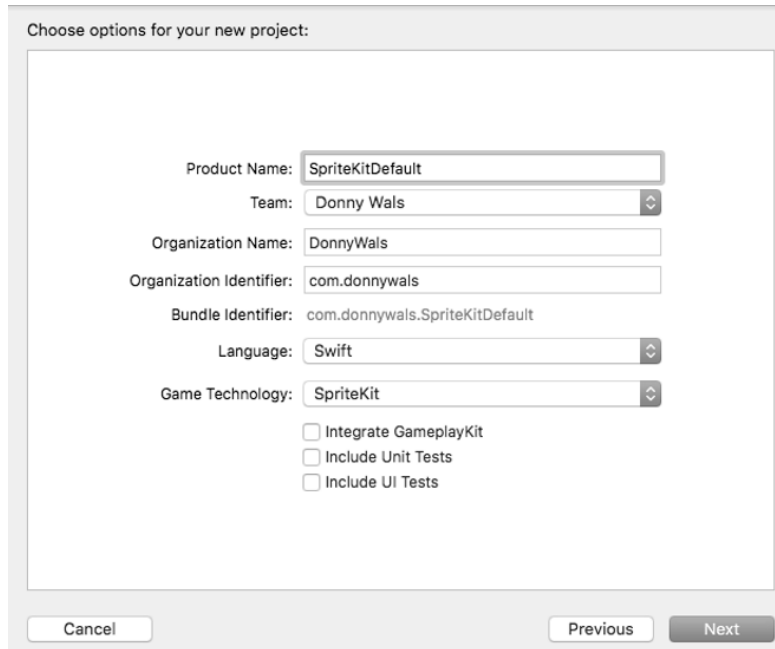 Choose options for your new project:
Product Name: SpriteKitDefault
Team: Donny Wals
Organization Name: DonnyWals
Organization Identifier: com.donnywals
Bundle Identifier: com.donnywals.SpriteKitDefault
Language: Swift
Game Technology: SpriteKit
Integrate GameplayKit
Include Unit Tests
Include UI Tests
Cancel Previous Next